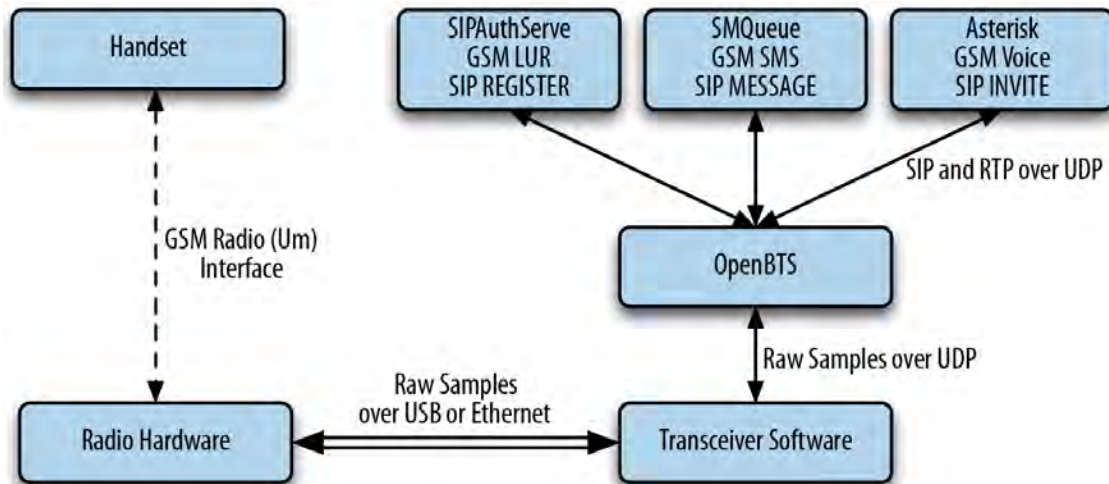 Handset
SIPAuthServe
GSM LUR
SIP REGISTER
SMQueue
GSM SMS
SIP MESSAGE
Asterisk
GSM Voice
SIP INVITE
SIP and RTP over UDP
GSM Radio (Um)
Interface
OpenBTS
Raw Samples over UDP
Raw Samples
over USB or Ethernet
Radio Hardware
Transceiver Software